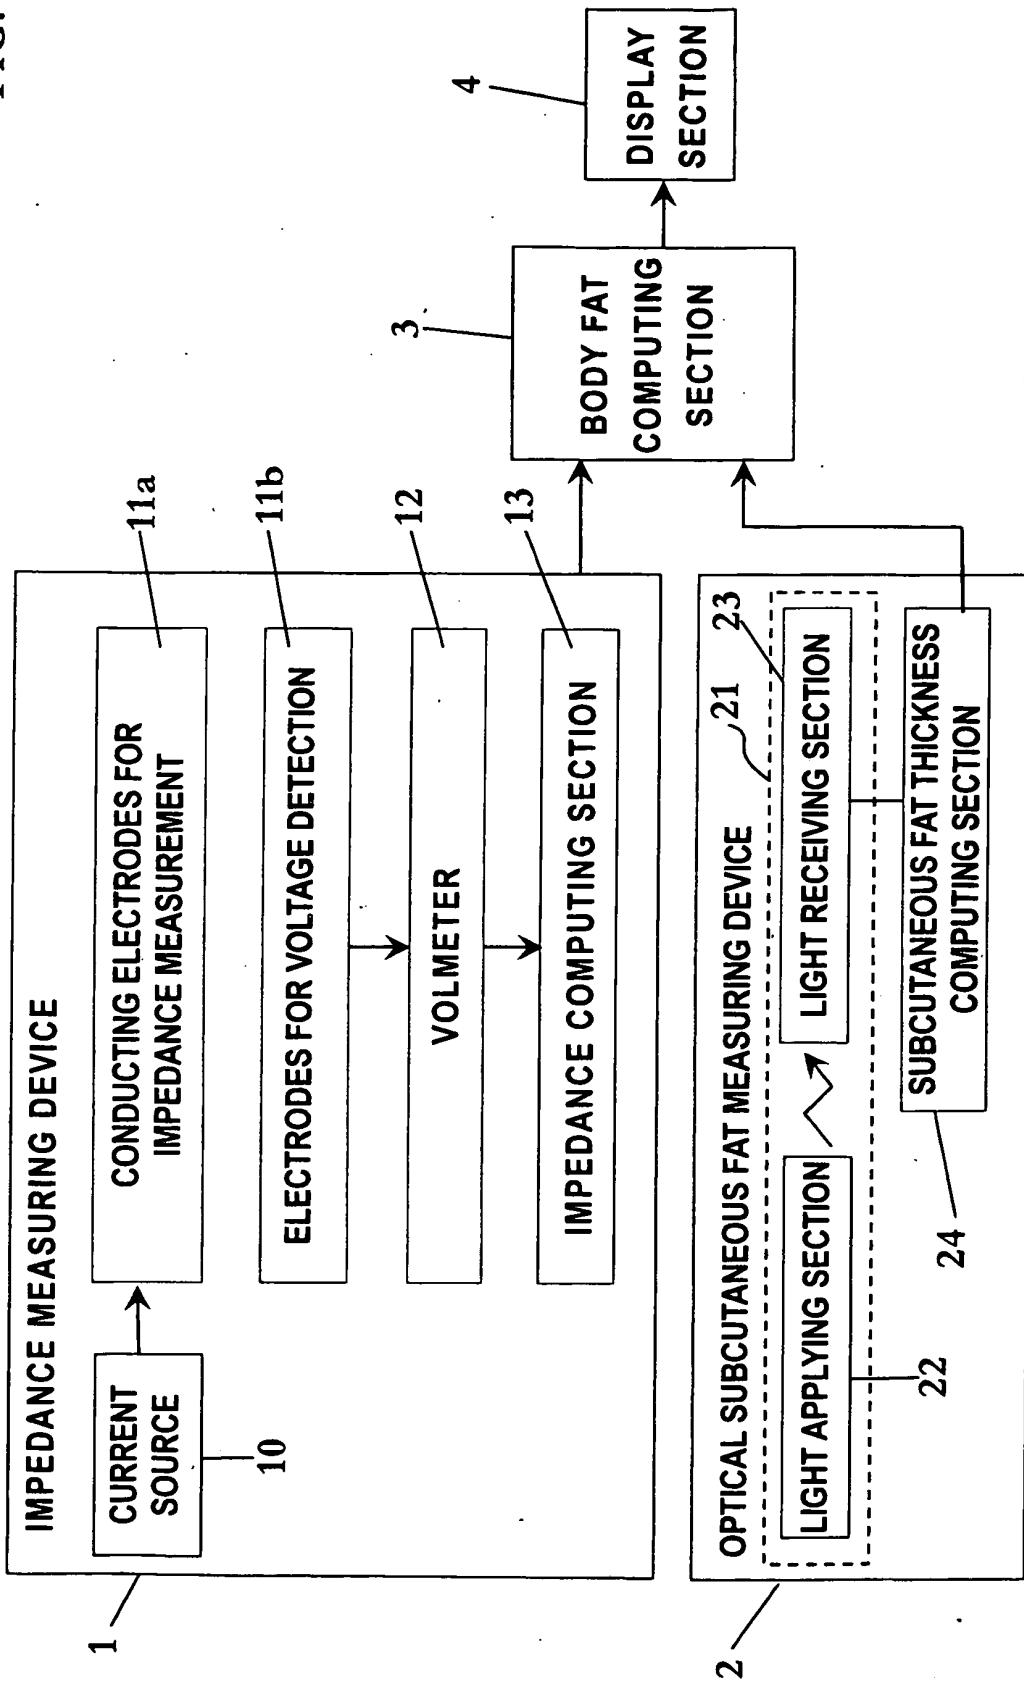 FIG.
IMPEDANCE MEASURING DEVICE
1
CURRENT
SOURCE
10
CONDUCTING ELECTRODES FOR
IMPEDANCE MEASUREMENT
11a
ELECTRODES FOR VOLTAGE DETECTION
11b
VOLMETER
12
IMPEDANCE COMPUTING SECTION
13
OPTICAL SUBCUTANEOUS FAT MEASURING DEVICE
2
21
LIGHT APPLYING SECTION
22
LIGHT RECEIVING SECTION
23
SUBCUTANEOUS FAT THICKNESS
COMPUTING SECTION
24
BODY FAT
COMPUTING
SECTION
3
DISPLAY
SECTION
4